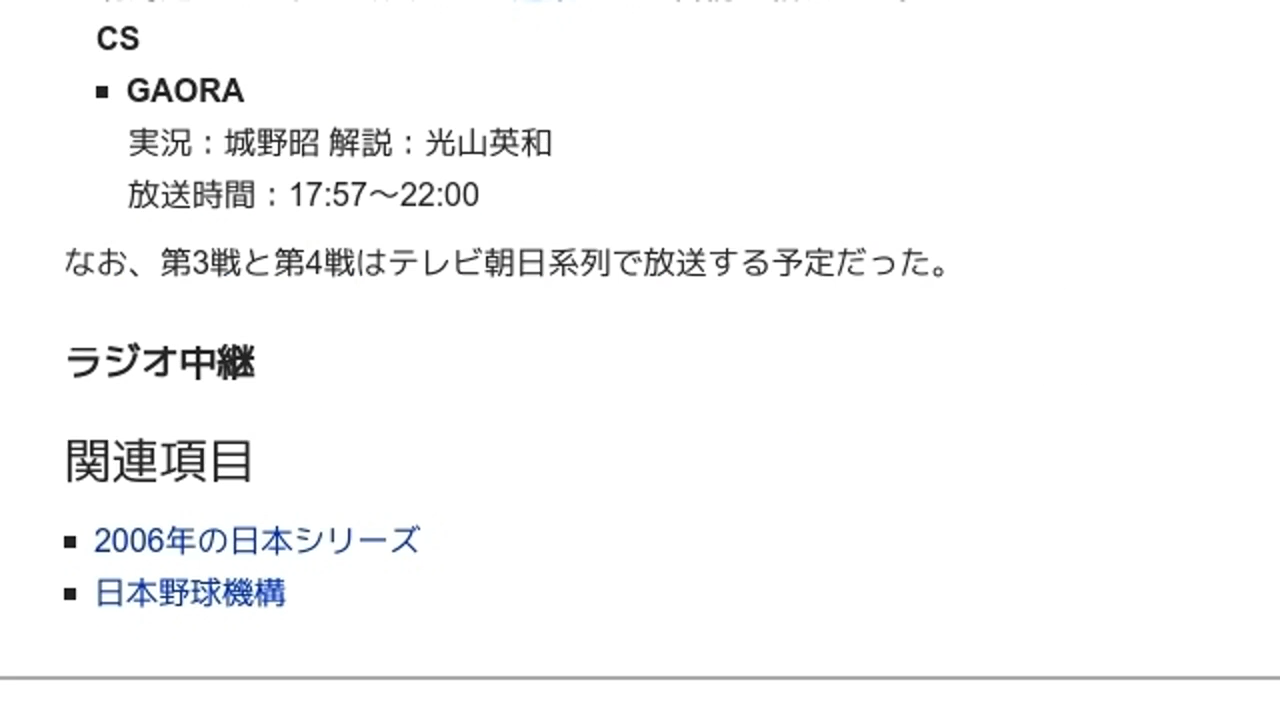 CS
GAORA
実況：城野昭 解説：光山英和
放送時間：17:57〜22:00
なお、第3戦と第4戦はテレビ朝日系列で放送する予定だった。
ラジオ中継
関連項目
2006年の日本シリーズ
日本野球機構